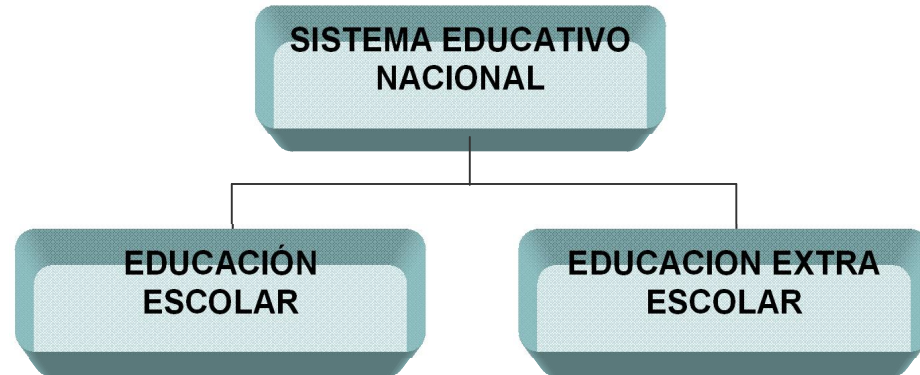 SISTEMA EDUCATIVO
NACIONAL
EDUCACIÓN
ESCOLAR
EDUCACION EXTRA
ESCOLAR